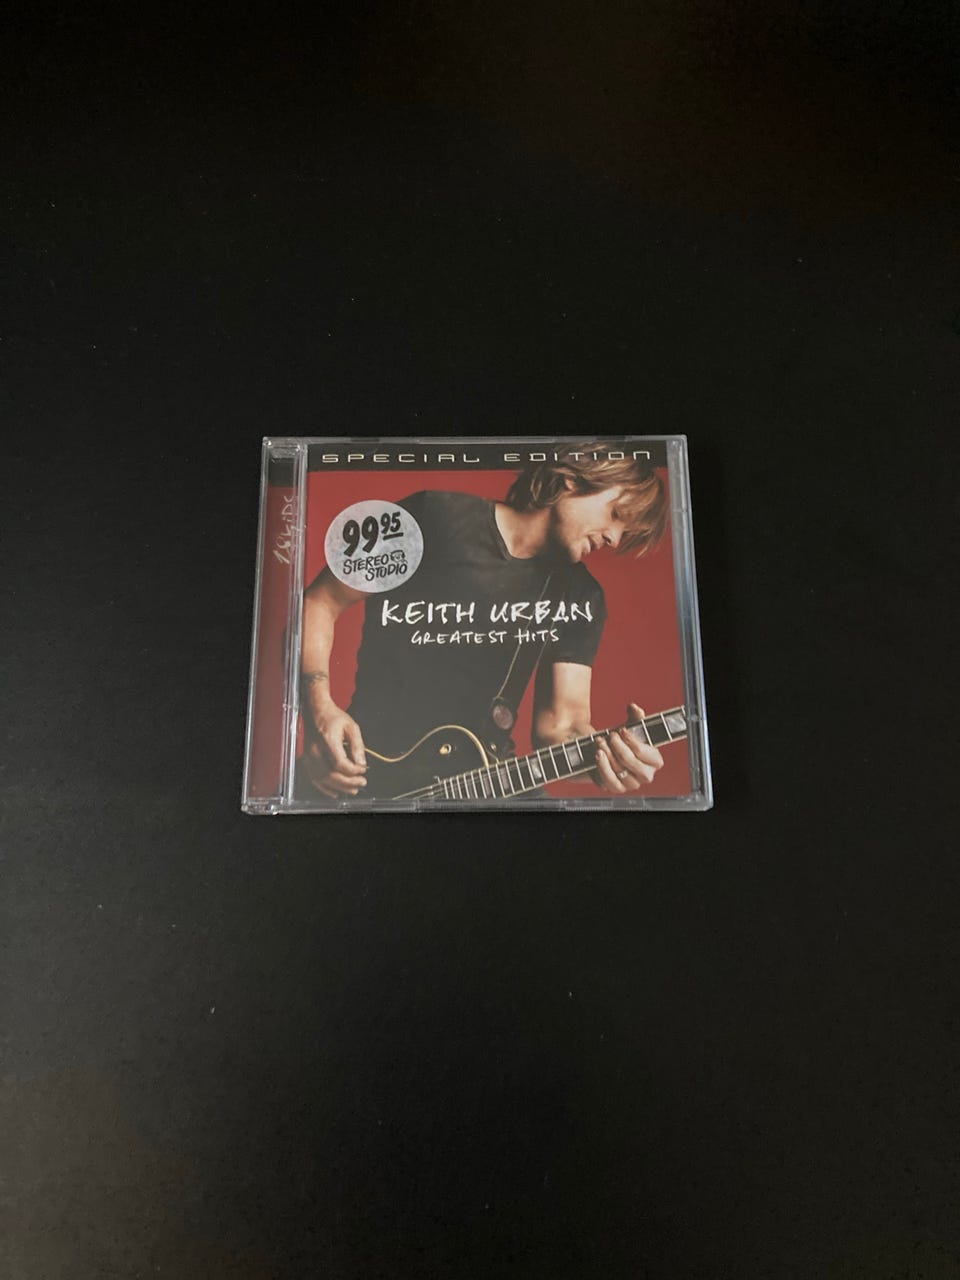 SPECIAL EDITION
99 95
STEREO
STUDIO
KEITH URBAN
GREATEST HITS